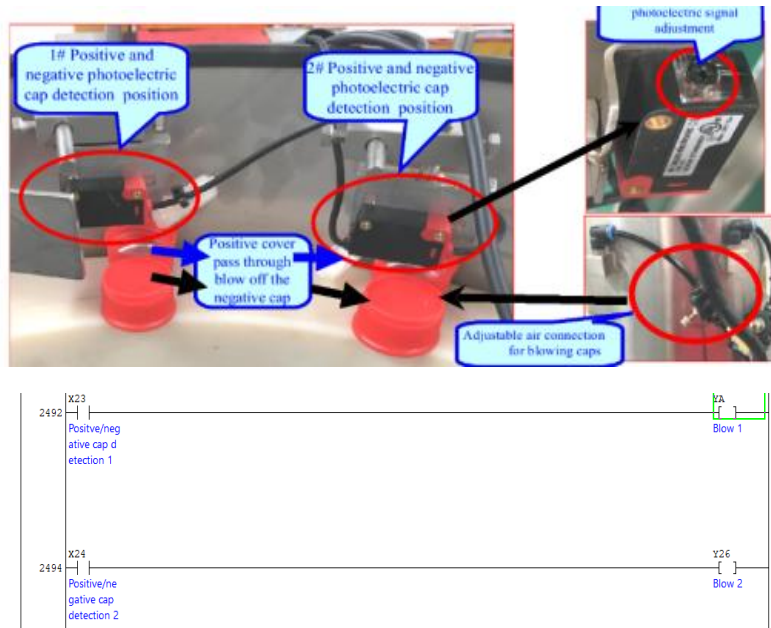 photoelectric signal
adjustment
1# Positive and
negative photoelectric
cap detection position
2# Positive and negative
photoelectric cap
detection position
Positive cover
pass through
blow off the
negative cap
Adjustable air connection
for blowing caps
X23
YA
2492
Positve/neg
ative cap d
etection 1
Blow 1
X24
Y26
2494
Positive/ne
gative cap
detection 2
Blow 2